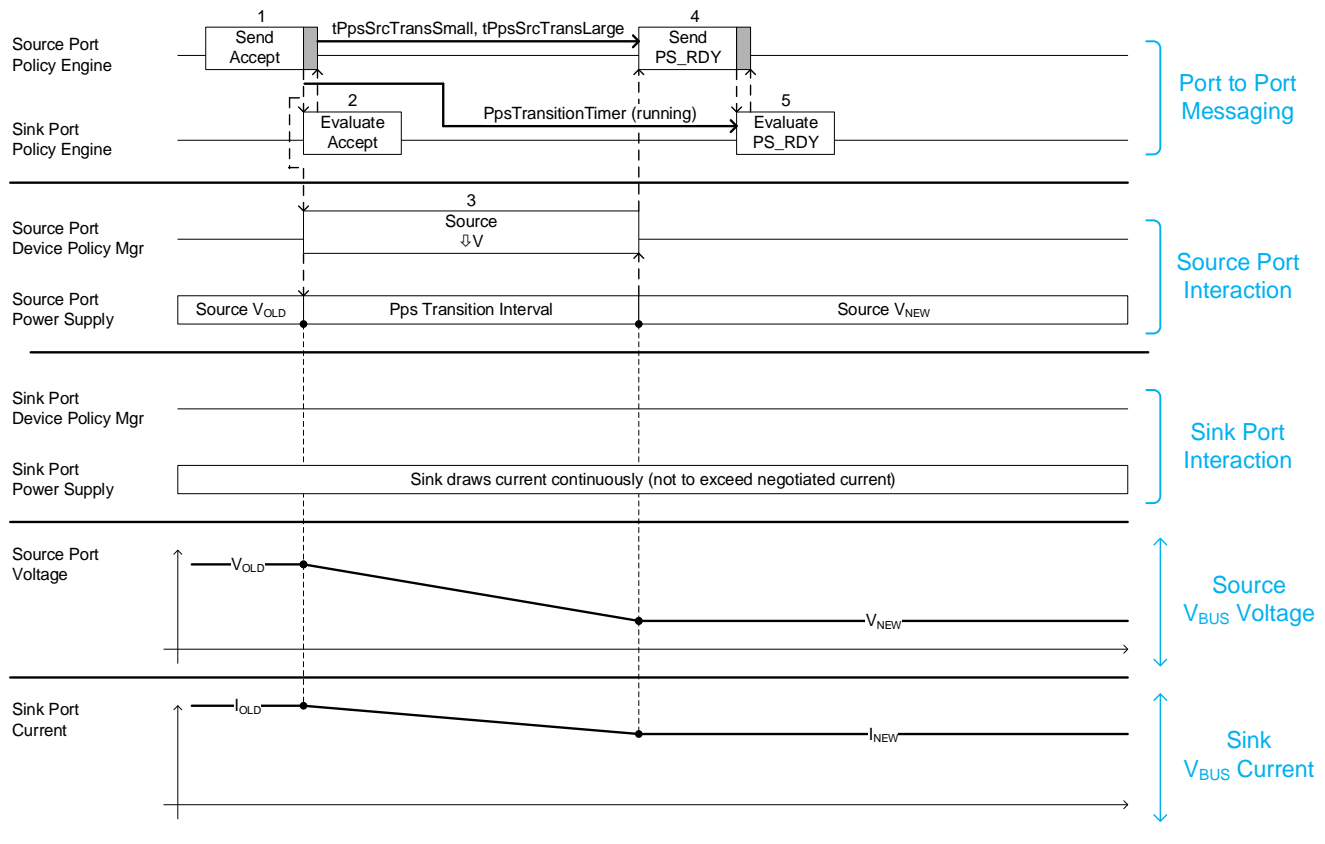 1
4
Source Port
Policy Engine
Send
Accept
tPpsSrcTransSmall, tPpsSrcTransLarge
Send
PS_RDY
Port to Port
Messaging
2
5
Sink Port
Policy Engine
Evaluate
Accept
PpsTransitionTimer (running)
Evaluate
PS_RDY
3
Source Port
Device Policy Mgr
Source
⇩V
Source Port
Interaction
Source Port
Power Supply
Source VOLD
Pps Transition Interval
Source VNEW
Sink Port
Device Policy Mgr
Sink Port
Interaction
Sink Port
Power Supply
Sink draws current continuously (not to exceed negotiated current)
Source Port
Voltage
VOLD
VNEW
Source
VBUS Voltage
Sink Port
Current
IOLD
INEW
Sink
VBUS Current